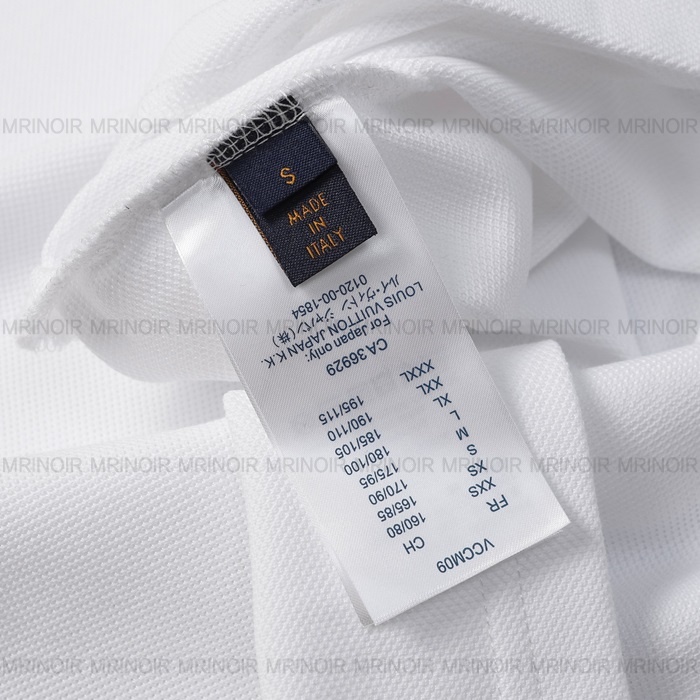 MRINOIR MRINOIR MRINOIR MRINOIR MRINOIR MRINOIR MRINOIR MRINOIR
S
MADE
IN
ITALY
VCCM09
FR CH
XXS 160/80
XS 165/85
S 170/90
M 175/95
L 180/100
XL 185/105
XXL 190/110
XXXL 195/115
CA 36929
For Japan only:
LOUIS VUITTON JAPAN K.K.
ルイ・ヴィトン ジャパン(株)
0120-00-1854
MRINOIR MRINOIR MRINOIR MRINOIR MRINOIR MRINOIR MRINOIR MRINOIR
MRINOIR MRINOIR MRINOIR MRINOIR MRINOIR MRINOIR MRINOIR MRINOIR
MRINOIR MRINOIR MRINOIR MRINOIR MRINOIR MRINOIR MRINOIR MRINOIR